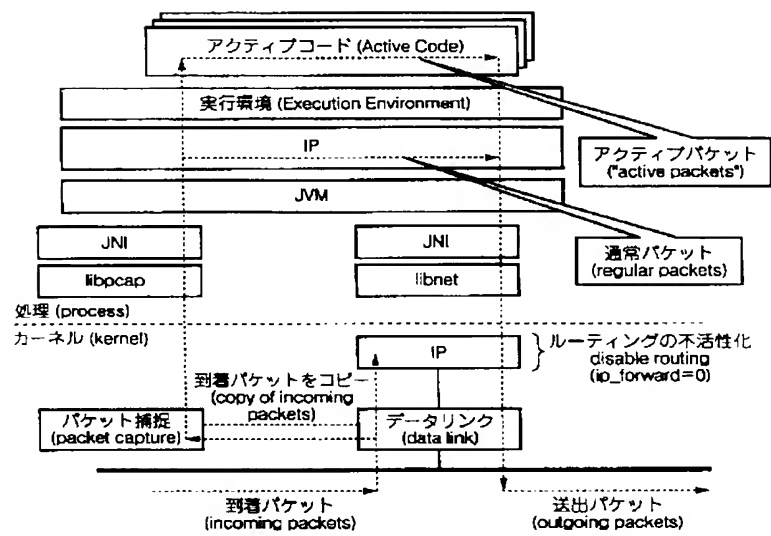 アクティブコード (Active Code)
実行環境 (Execution Environment)
IP
アクティブパケット
("active packets")
JVM
JNI
JNI
通常パケット
(regular packets)
libpcap
libnet
処理 (process)
カーネル (kernel)
IP
ルーティングの不活性化
disable routing
(ip_forward=0)
到着パケットをコピー
(copy of incoming
packets)
パケット捕捉
(packet capture)
データリンク
(data link)
到着パケット
(incoming packets)
送出パケット
(outgoing packets)